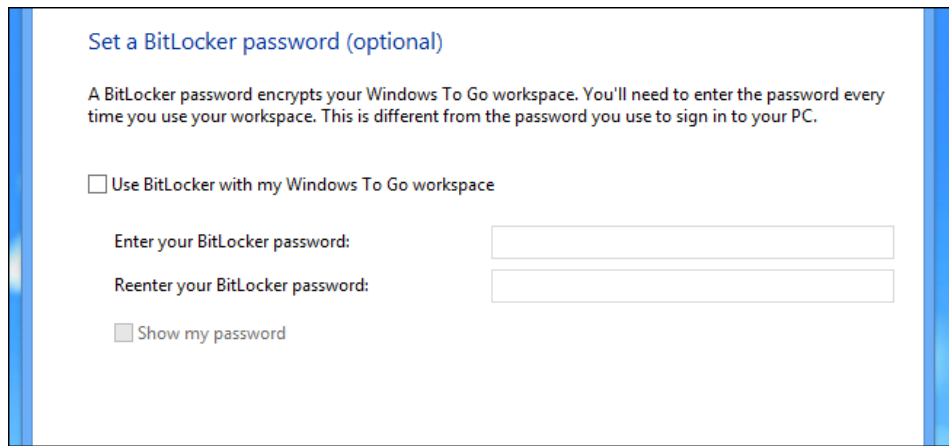 Set a BitLocker password (optional)
A BitLocker password encrypts your Windows To Go workspace. You'll need to enter the password every
time you use your workspace. This is different from the password you use to sign in to your PC.
Use BitLocker with my Windows To Go workspace
Enter your BitLocker password:
Reenter your BitLocker password:
Show my password